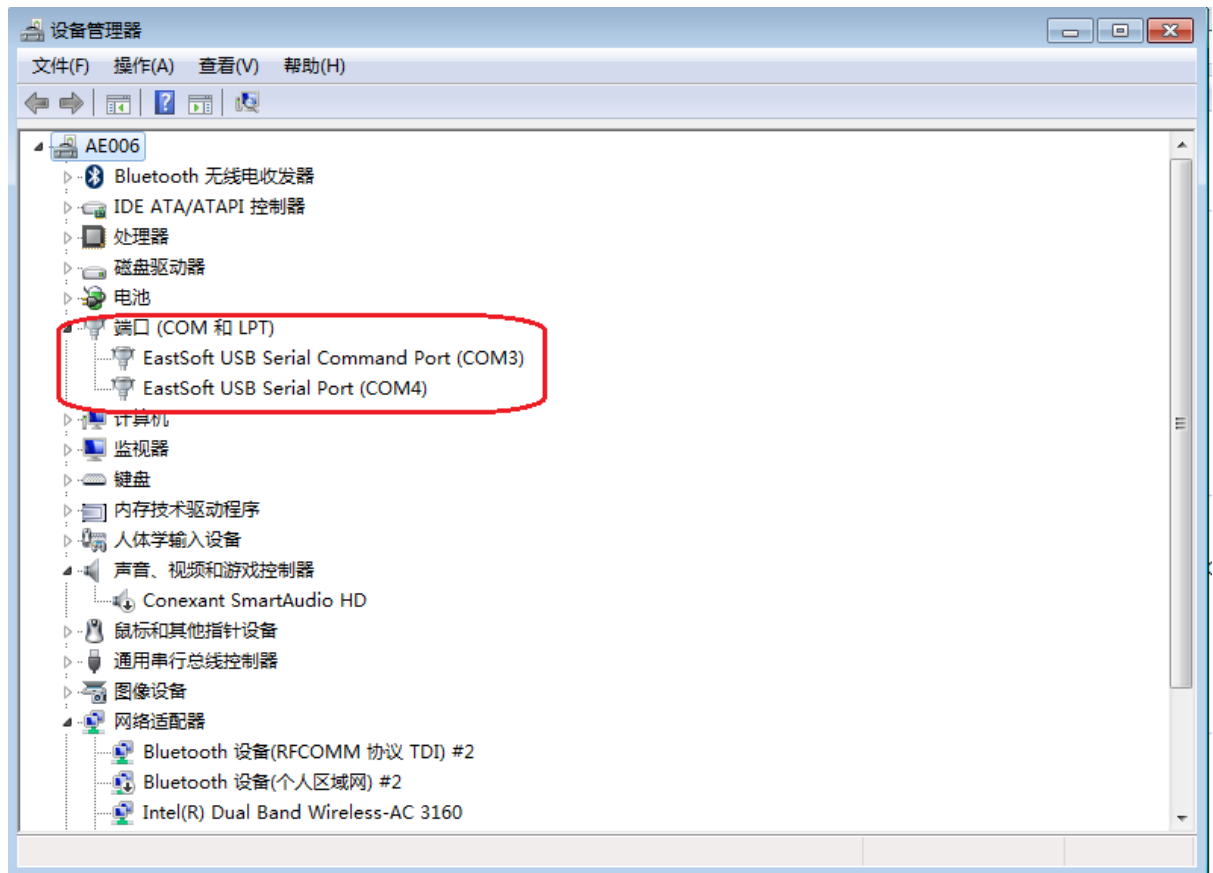 设备管理器
文件(F) 操作(A) 查看(V) 帮助(H)
AE006
Bluetooth 无线电收发器
IDE ATA/ATAPI 控制器
处理器
磁盘驱动器
电池
端口 (COM 和 LPT)
EastSoft USB Serial Command Port (COM3)
EastSoft USB Serial Port (COM4)
计算机
监视器
键盘
内存技术驱动程序
人体学输入设备
声音、视频和游戏控制器
Conexant SmartAudio HD
鼠标和其他指针设备
通用串行总线控制器
图像设备
网络适配器
Bluetooth 设备(RFCOMM 协议 TDI) #2
Bluetooth 设备(个人区域网) #2
Intel(R) Dual Band Wireless-AC 3160